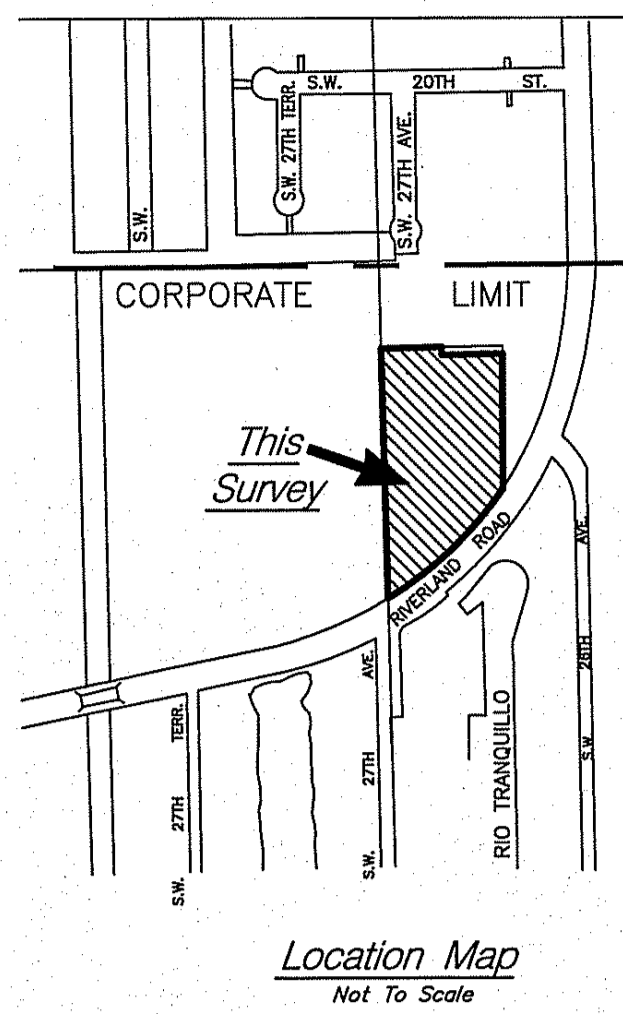 S.W. 20TH ST.
S.W. 27TH TERR.
S.W. 27TH AVE.
S.W.
CORPORATE LIMIT
This
Survey
RIVERLAND ROAD
S.W. 27TH TERR.
S.W. 27TH AVE.
RIO TRANQUILLO
S.W 26TH AVE.
Location Map
Not To Scale